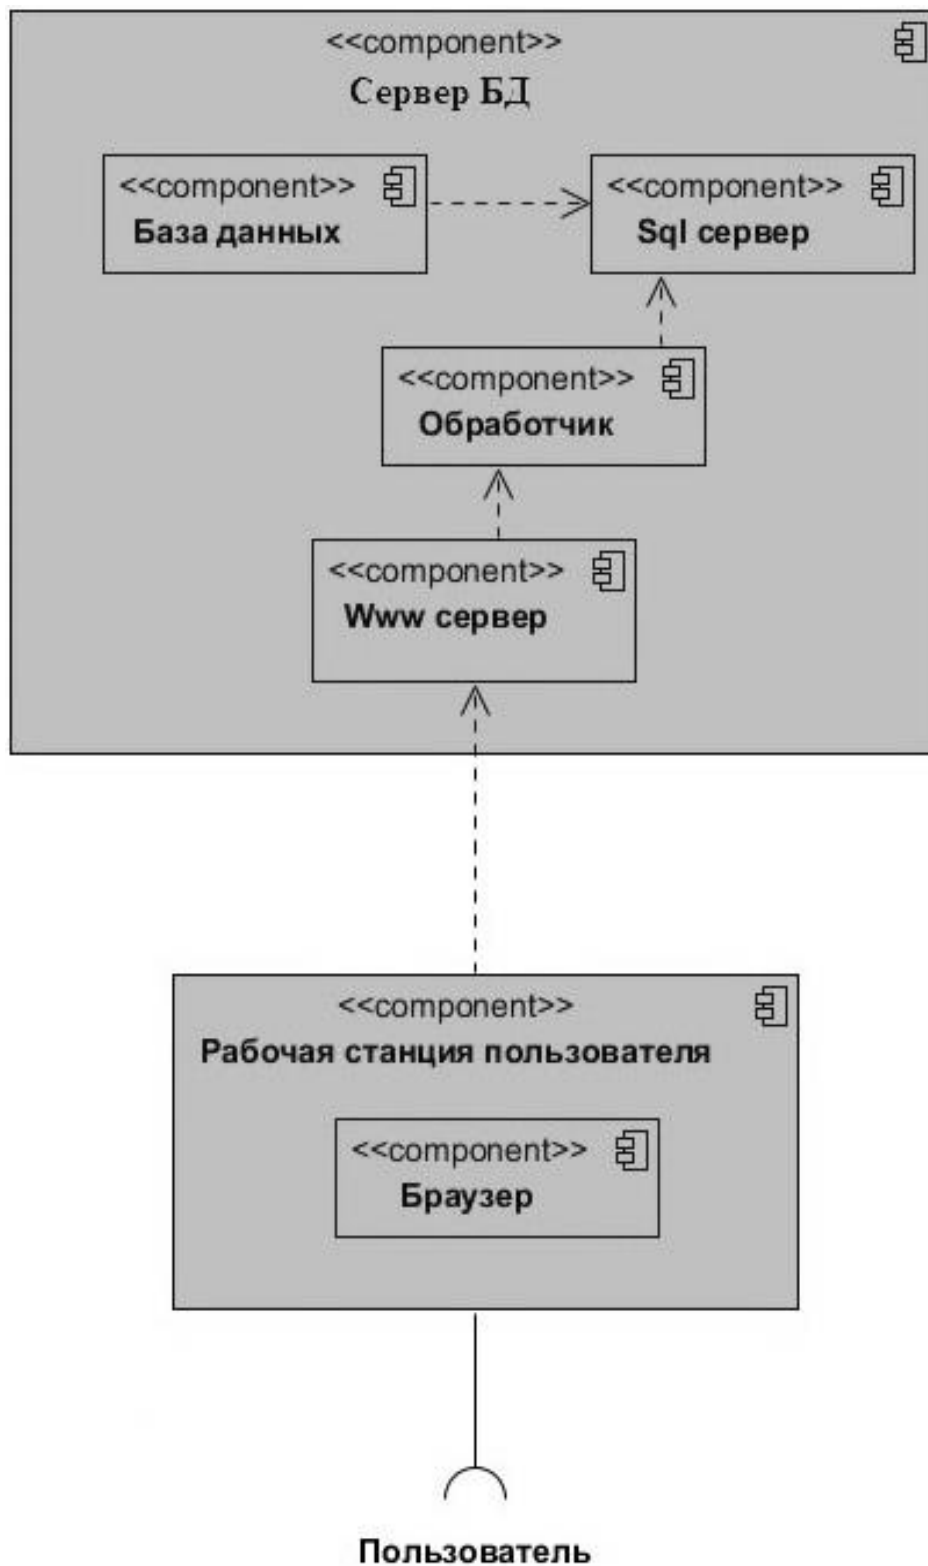 <<component>>
Сервер БД
<<component>>
База данных
<<component>>
Sql сервер
<<component>>
Обработчик
<<component>>
Www сервер
<<component>>
Рабочая станция пользователя
<<component>>
Браузер
Пользователь